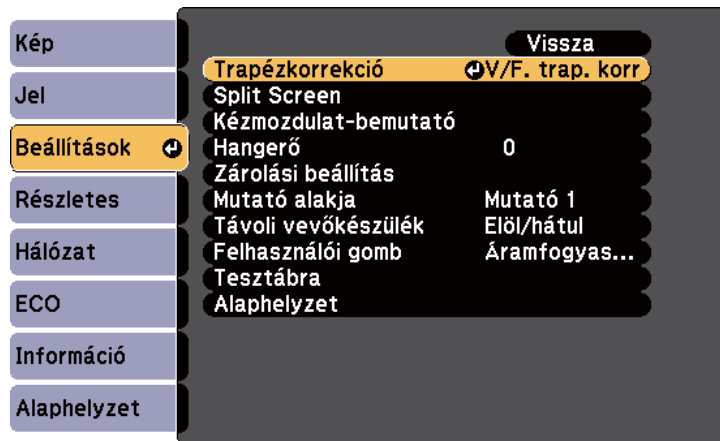 Kép
Jel
Beállítások
Részletes
Hálózat
ECO
Információ
Alaphelyzet
Vissza
Trapézkorrekció V/F. trap. korr
Split Screen
Kézmozdulat-bemutató
Hangerő 0
Zárolási beállítás
Mutató alakja Mutató 1
Távoli vevőkészülék Elöl/hátul
Felhasználói gomb Áramfogyas...
Tesztábra
Alaphelyzet